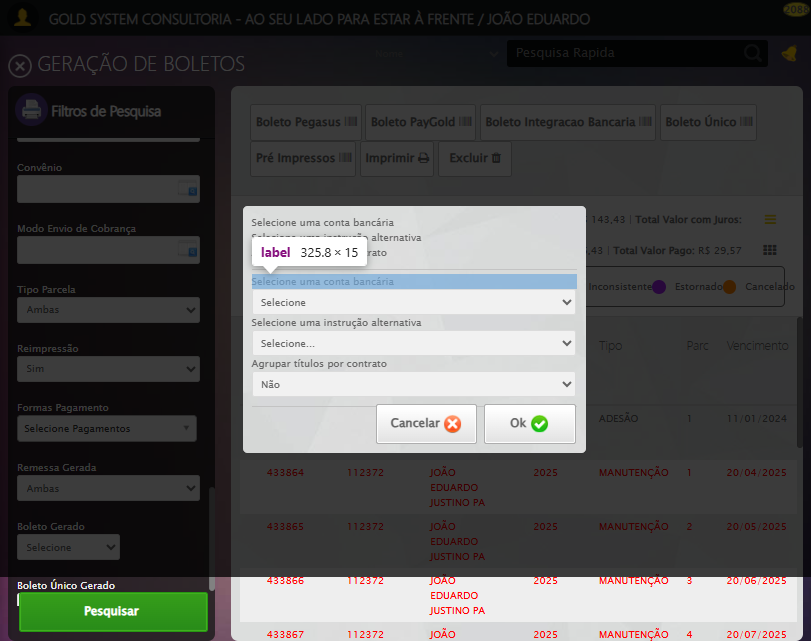 GOLD SYSTEM CONSULTORIA - AO SEU LADO PARA ESTAR À FRENTE / JOÃO EDUARDO
GERAÇÃO DE BOLETOS
Pesquisa Rapida
Filtros de Pesquisa
Convênio
Modo Envio de Cobrança
Tipo Parcela
Ambas
Reimpressão
Sim
Formas Pagamento
Selecione Pagamentos
Remessa Gerada
Ambas
Boleto Gerado
Selecione
Boleto Único Gerado
Pesquisar
Boleto Pegasus
Boleto PayGold
Boleto Integracao Bancaria
Boleto Único
Pré Impressos
Imprimir
Excluir
143,43 | Total Valor com Juros:
,43 | Total Valor Pago: R$ 29,57
Inconsistente
Estornado
Cancelado
Selecione uma conta bancária
Selecione uma instrução alternativa
rato
label 325.8 × 15
Selecione uma conta bancária
Selecione
Selecione uma instrução alternativa
Selecione...
Agrupar títulos por contrato
Não
Cancelar
Ok
Tipo Parc Vencimento
ADESÃO 1 11/01/2024
433864 112372 JOÃO 2025 MANUTENÇÃO 1 20/04/2025
EDUARDO
JUSTINO PA
433865 112372 JOÃO 2025 MANUTENÇÃO 2 20/05/2025
EDUARDO
JUSTINO PA
433866 112372 JOÃO 2025 MANUTENÇÃO 3 20/06/2025
EDUARDO
JUSTINO PA
433867 112372 JOÃO 2025 MANUTENÇÃO 4 20/07/2025